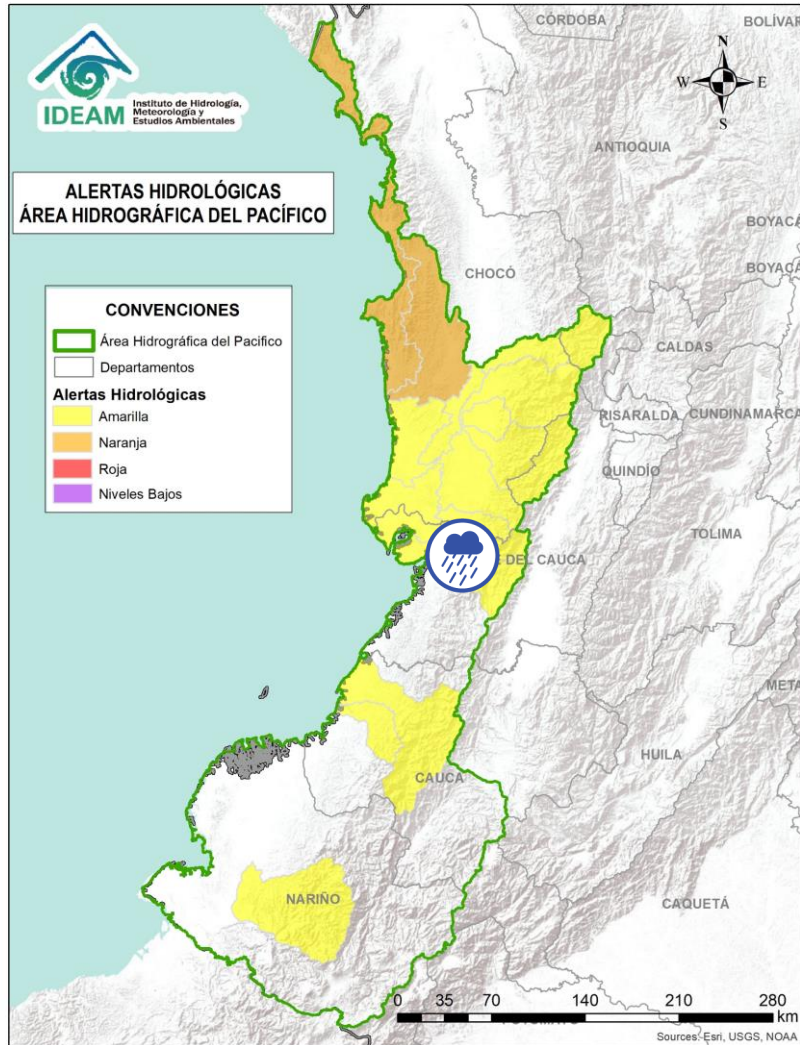 CÓRDOBA
BOLÍVAR
IDEAM
Instituto de Hidrología,
Meteorología y
Estudios Ambientales
N
W
E
S
ANTIOQUIA
ALERTAS HIDROLÓGICAS
ÁREA HIDROGRÁFICA DEL PACÍFICO
BOYACÁ
BOYACÁ
CHOCÓ
CONVENCIONES
Área Hidrográfica del Pacifico
Departamentos
Alertas Hidrológicas
Amarilla
Naranja
Roja
Niveles Bajos
CALDAS
RISARALDA
CUNDINAMARCA
QUINDÍO
TOLIMA
DEL CAUCA
META
HUILA
CAUCA
NARIÑO
CAQUETÁ
0 35 70 140 210 280
km
Sources: Esri, USGS, NOAA